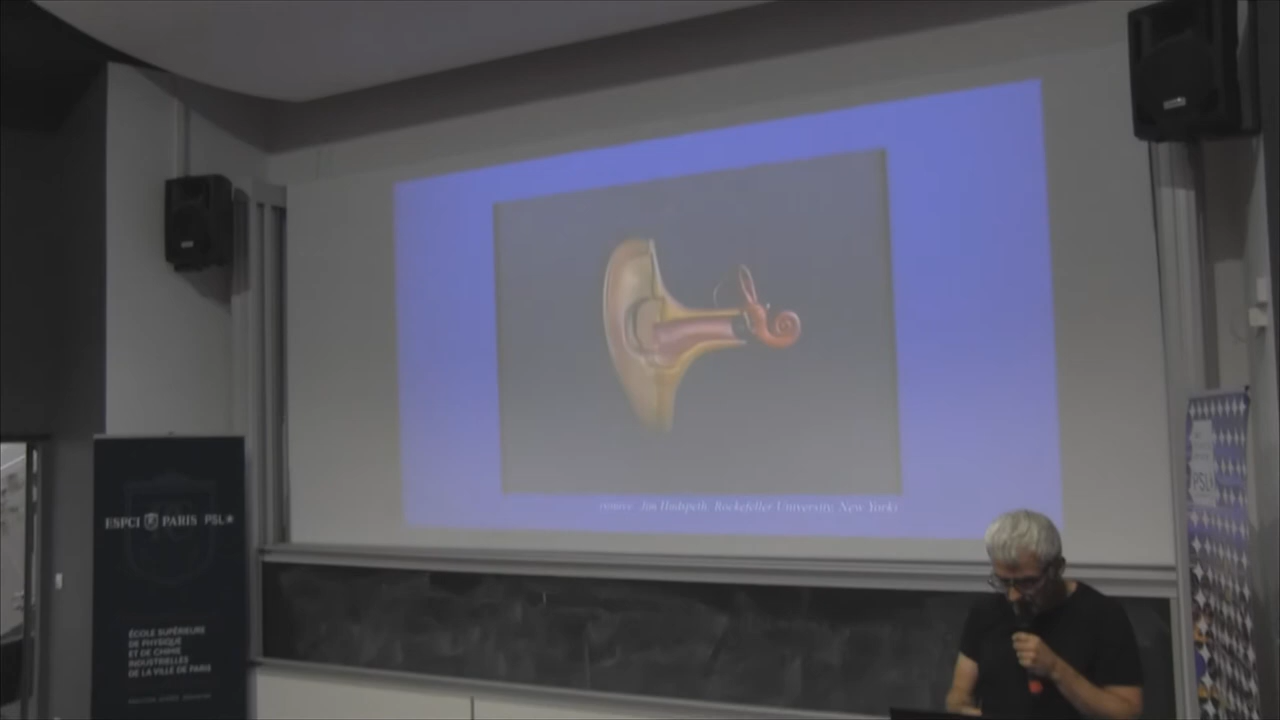 Jim Hudspeth, Rockefeller University, New York)
ESPCI PARIS PSL★
ÉCOLE SUPÉRIEURE
DE PHYSIQUE
ET DE CHIMIE
INDUSTRIELLES
DE LA VILLE DE PARIS
PSL